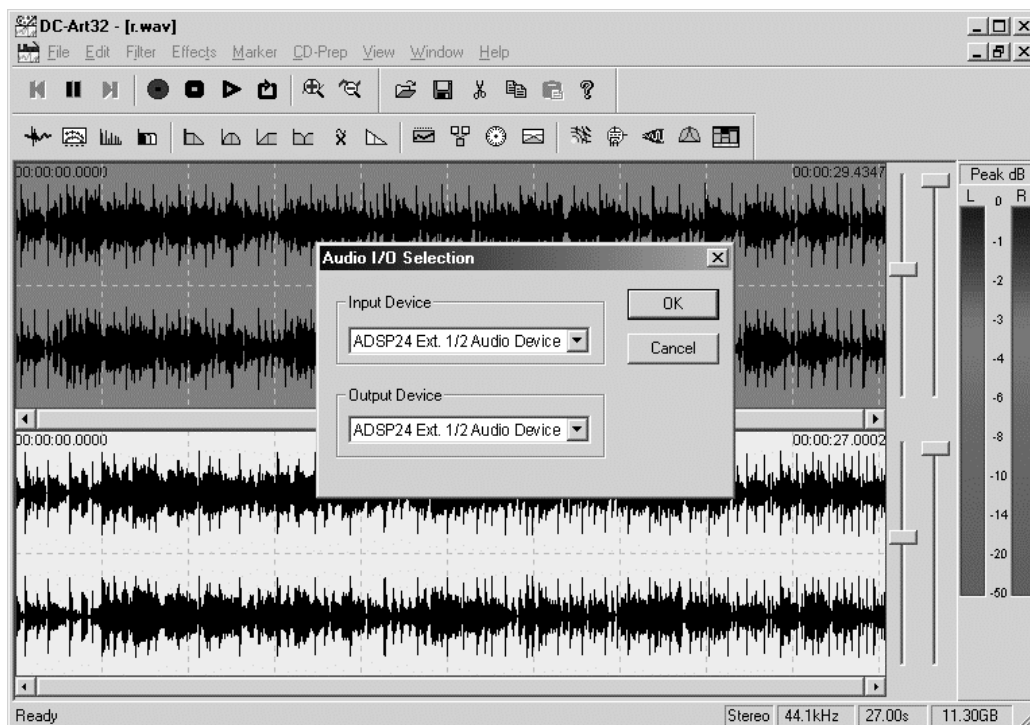 DC-Art32 - [r.wav]
File Edit Filter Effects Marker CD-Prep View Window Help
00:00:00.0000 00:00:29.4347
Peak dB
L 0 R
-1
-2
-3
-4
-6
-8
-10
-14
-20
-50
Audio I/O Selection
Input Device
ADSP24 Ext. 1/2 Audio Device
OK
Cancel
Output Device
ADSP24 Ext. 1/2 Audio Device
00:00:00.0000 00:00:27.0002
Ready Stereo 44.1kHz 27.00s 11.30GB